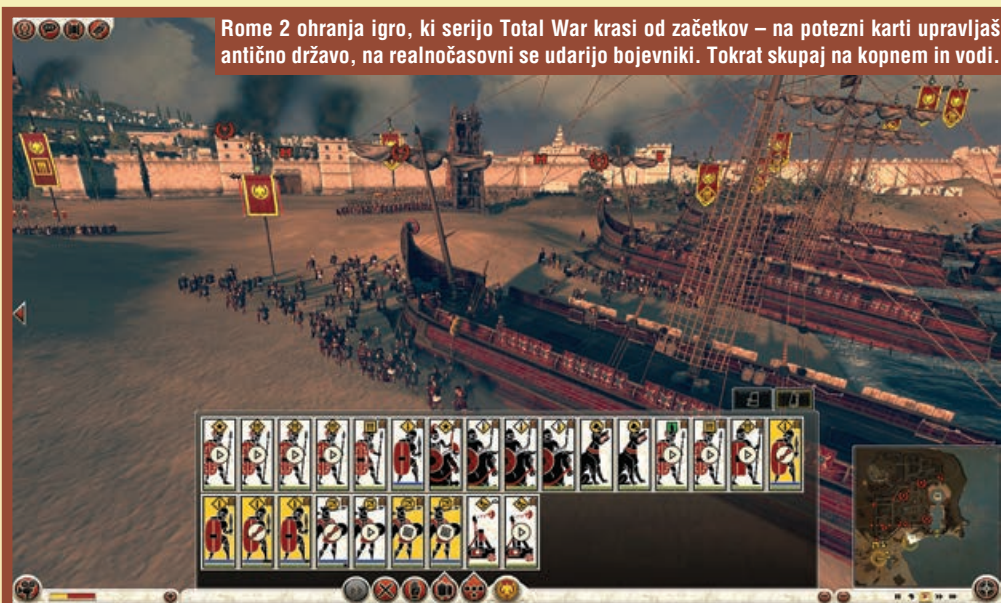 Rome 2 ohranja igro, ki serijo Total War krasi od začetkov – na potezni karti upravljaš
antično državo, na realnočasovni se udarijo bojevniki. Tokrat skupaj na kopnem in vodi.